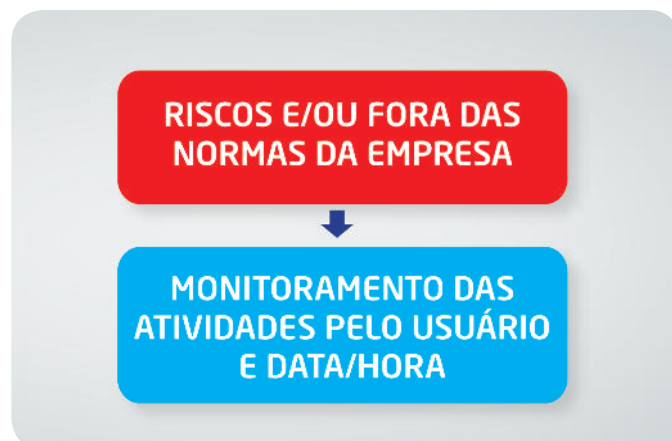 RISCOS E/OU FORA DAS
NORMAS DA EMPRESA
MONITORAMENTO DAS
ATIVIDADES PELO USUÁRIO
E DATA/HORA